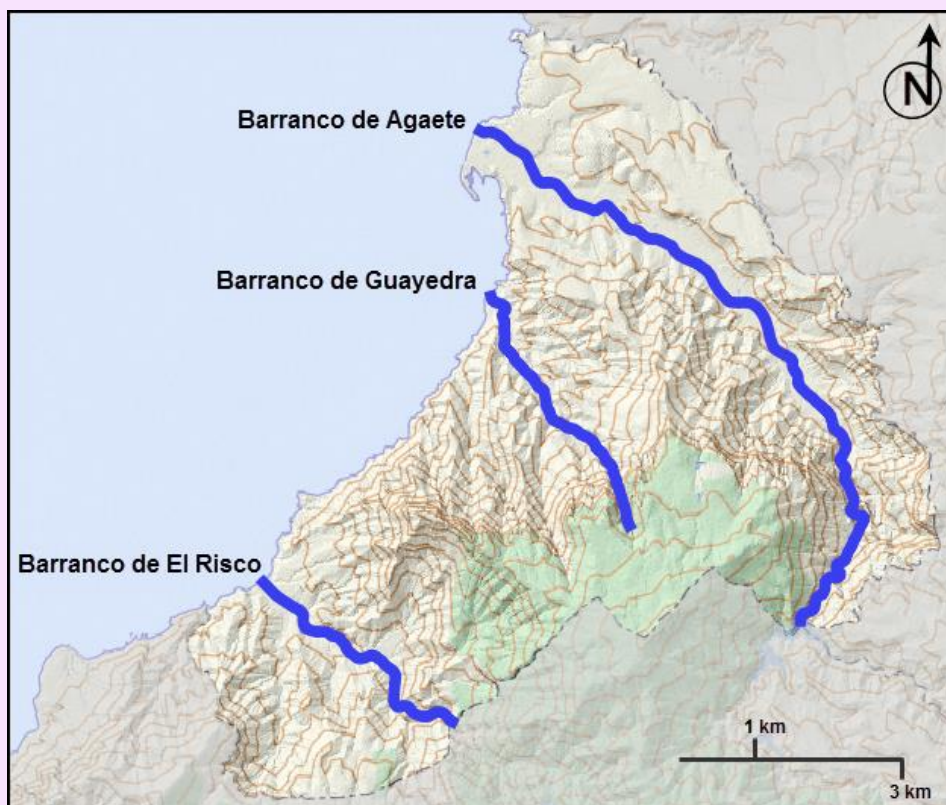 N
Barranco de Agaete
Barranco de Guayedra
Barranco de El Risco
1 km
3 km